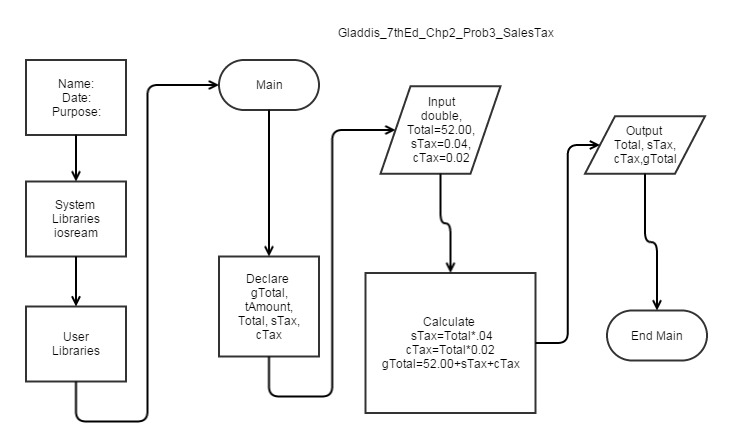 Gladdis_7thEd_Chp2_Prob3_SalesTax
Name:
Date:
Purpose:
System
Libraries
iosream
User
Libraries
Main
Declare
gTotal,
tAmount,
Total, sTax,
cTax
Input
double,
Total=52.00,
sTax=0.04,
cTax=0.02
Calculate
sTax=Total*.04
cTax=Total*0.02
gTotal=52.00+sTax+cTax
Output
Total, sTax,
cTax,gTotal
End Main